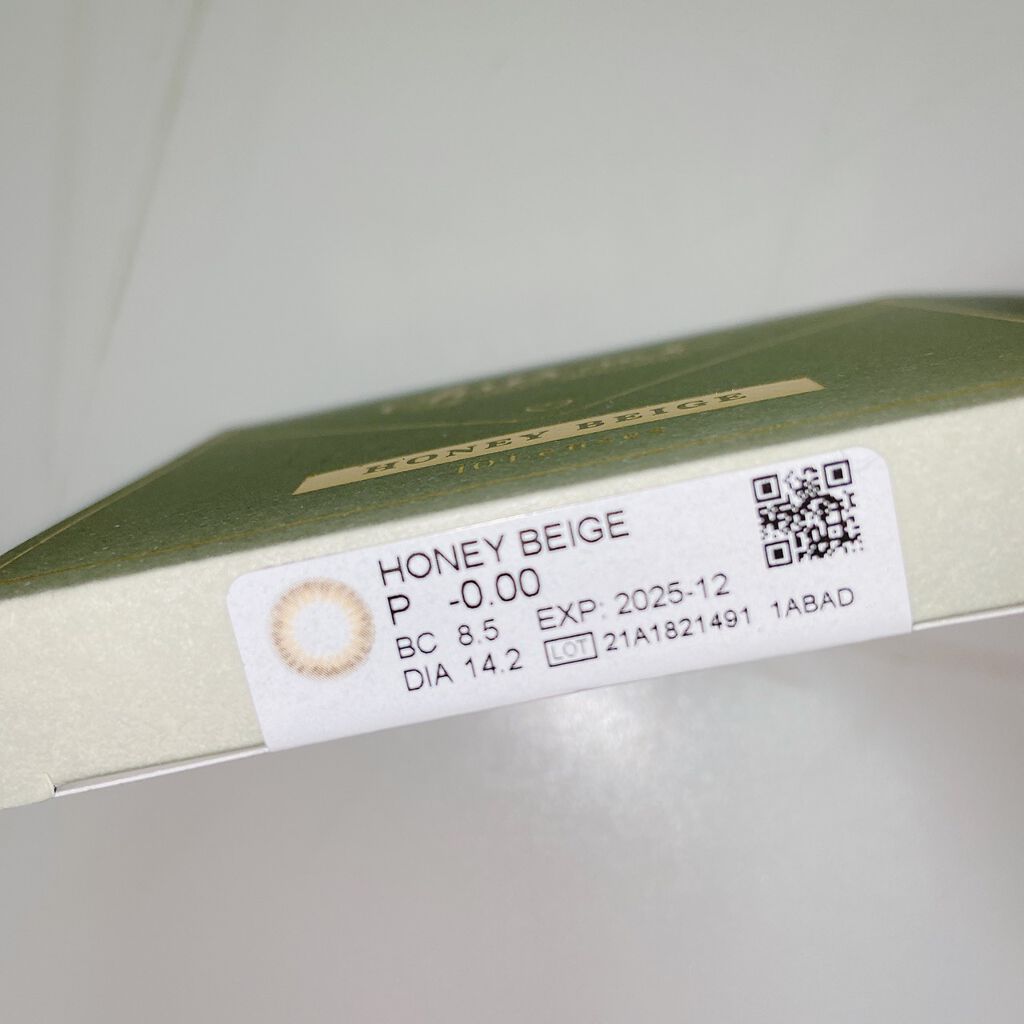 HONEY BEIGE
HONEY BEIGE
P -0.00
BC 8.5 EXP: 2025-12
DIA 14.2 LOT 21A1821491 1ABAD